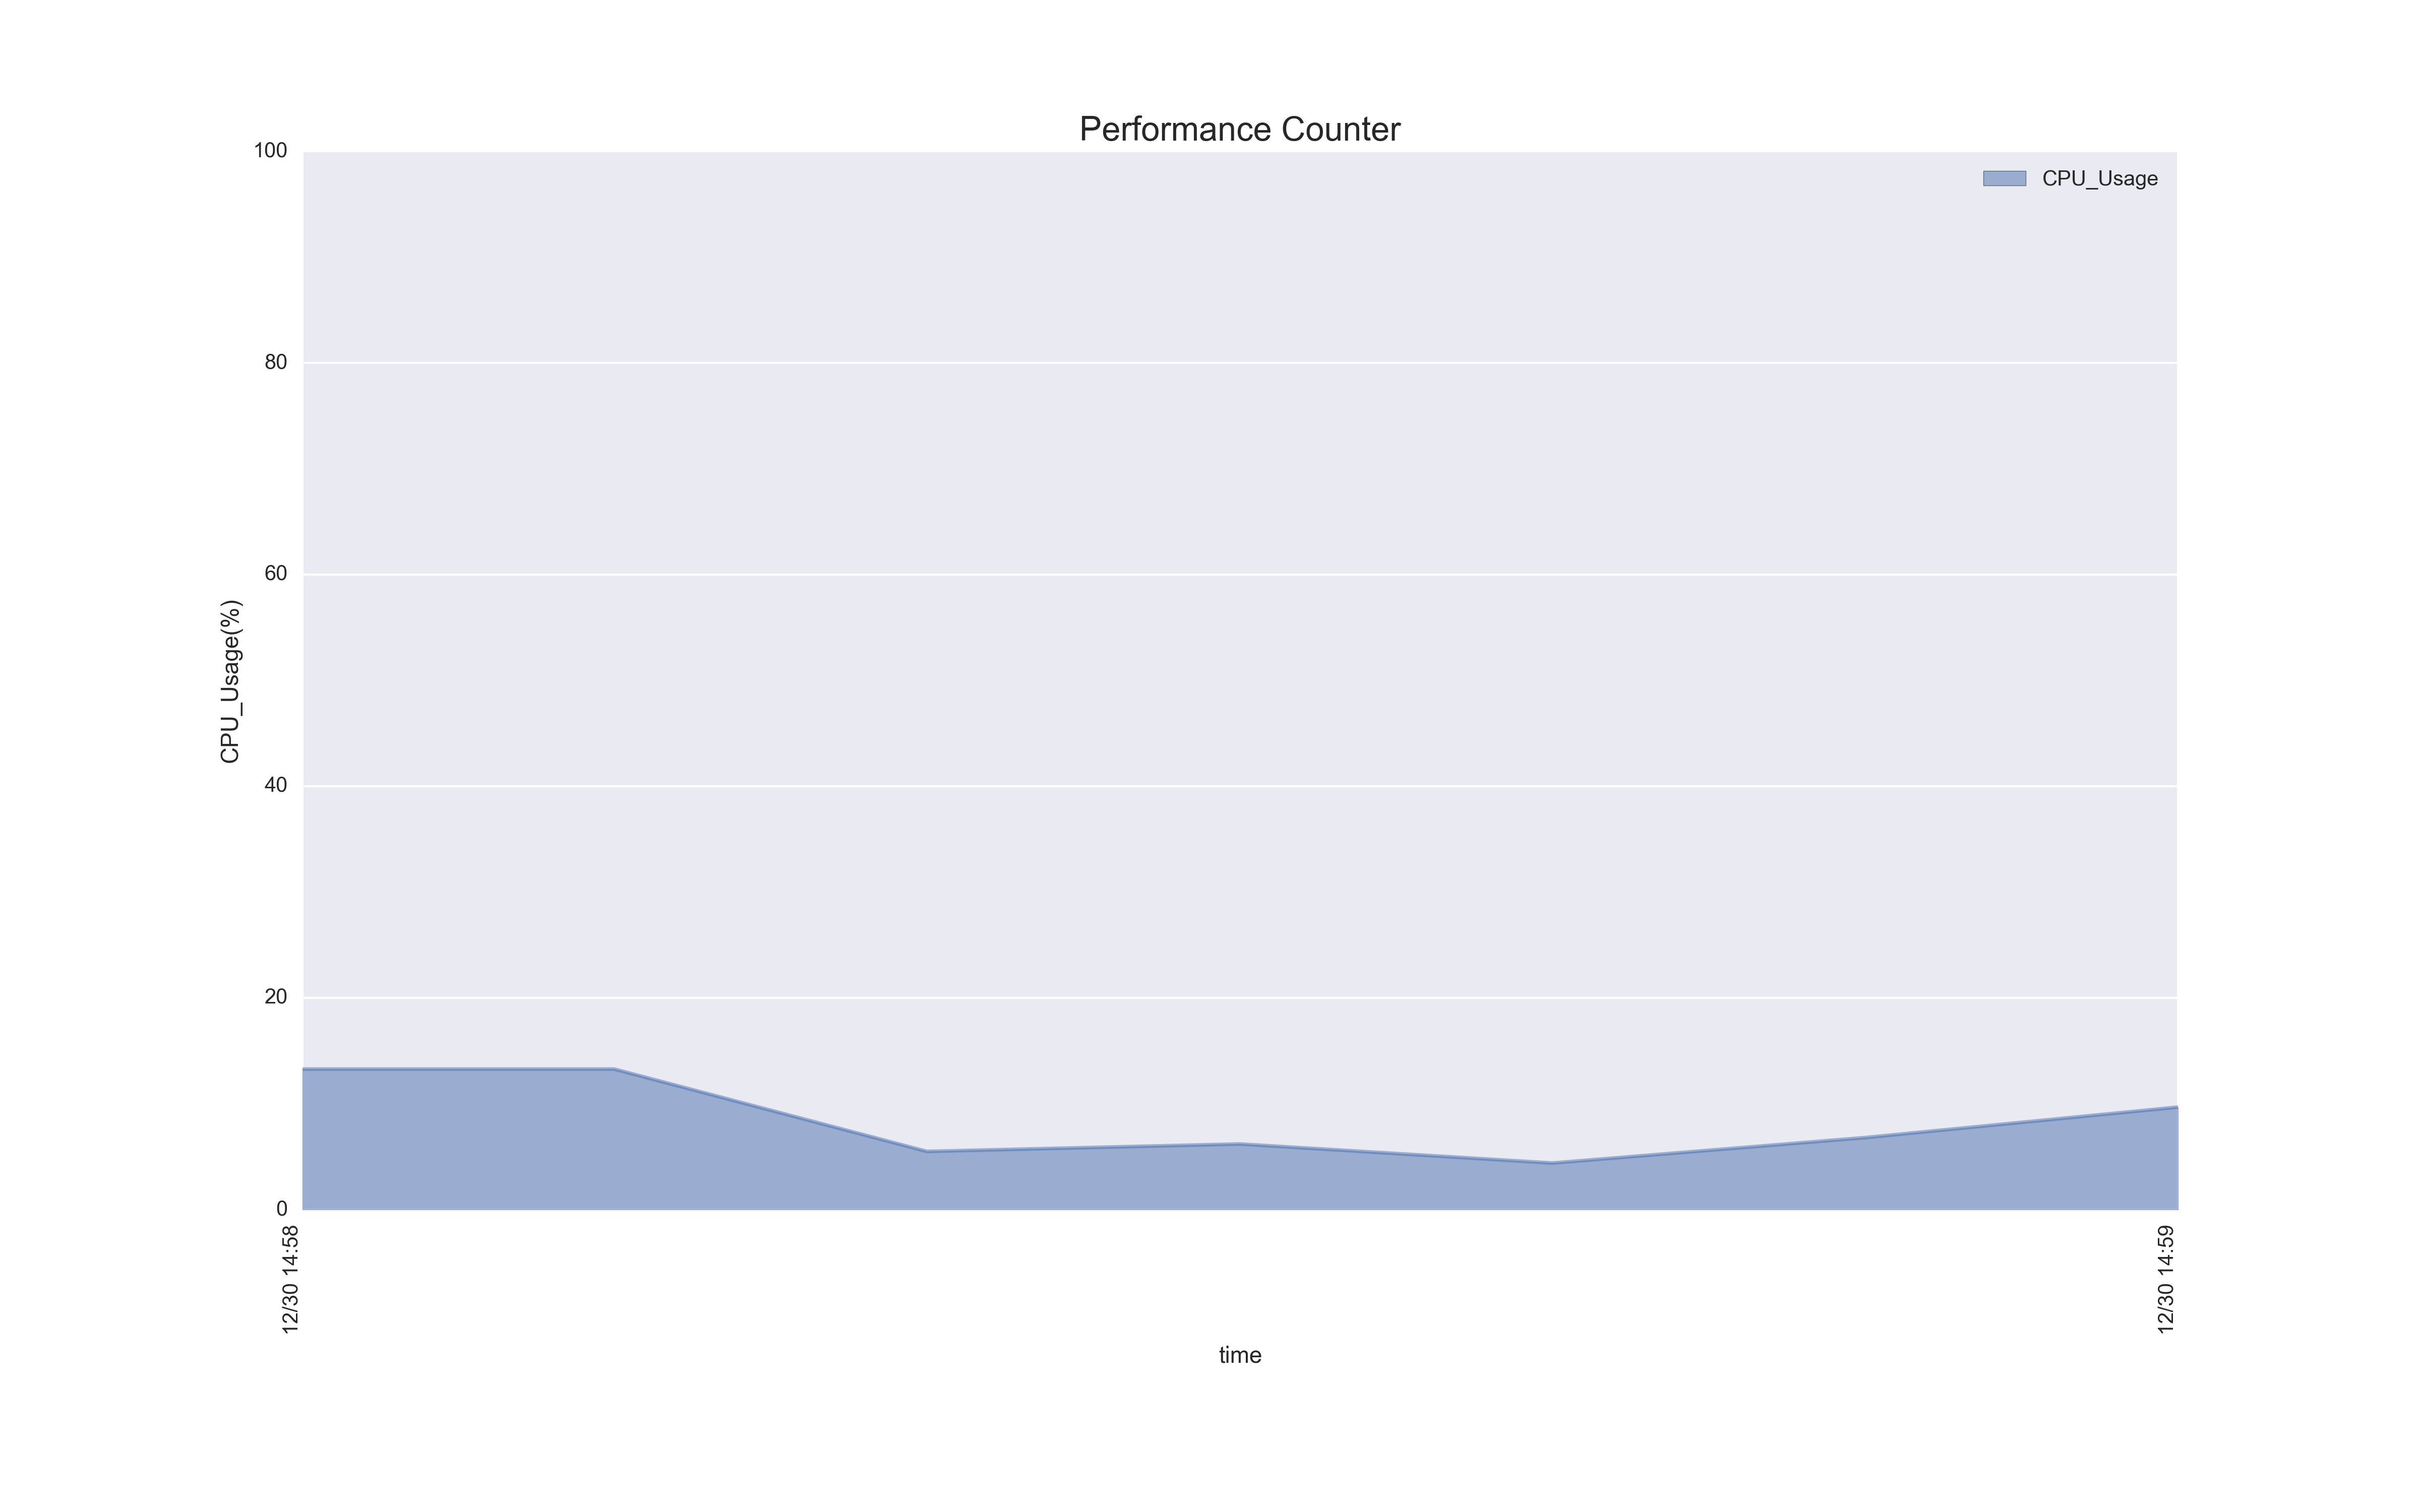 Performance Counter
CPU_Usage
100
80
60
40
20
0
CPU_Usage(%)
12/30 14:58
12/30 14:59
time